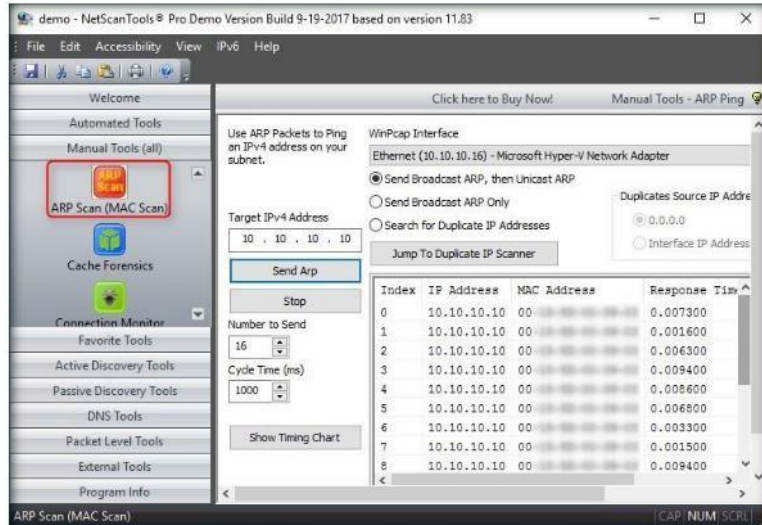 demo - NetScanTools® Pro Demo Version Build 9-19-2017 based on version 11.83
File Edit Accessibility View IPv6 Help
Welcome
Automated Tools
Manual Tools (all)
ARP Scan
ARP Scan (MAC Scan)
Cache Forensics
Connection Monitor
Favorite Tools
Active Discovery Tools
Passive Discovery Tools
DNS Tools
Packet Level Tools
External Tools
Program Info
Click here to Buy Now! Manual Tools - ARP Ping
Use ARP Packets to Ping
an IPv4 address on your
subnet.
Target IPv4 Address
10 . 10 . 10 . 10
Send Arp
Stop
Number to Send
16
Cycle Time (ms)
1000
Show Timing Chart
WinPcap Interface
Ethernet (10.10.10.16) - Microsoft Hyper-V Network Adapter
Send Broadcast ARP, then Unicast ARP
Send Broadcast ARP Only
Search for Duplicate IP Addresses
Jump To Duplicate IP Scanner
Duplicates Source IP Addre
0.0.0.0
Interface IP Address
Index IP Address MAC Address Response Tim
0 10.10.10.10 00 0.007300
1 10.10.10.10 00 0.001600
2 10.10.10.10 00 0.006300
3 10.10.10.10 00 0.009400
4 10.10.10.10 00 0.008600
5 10.10.10.10 00 0.006800
6 10.10.10.10 00 0.003300
7 10.10.10.10 00 0.001500
8 10.10.10.10 00 0.009400
ARP Scan (MAC Scan) CAP NUM SCRL